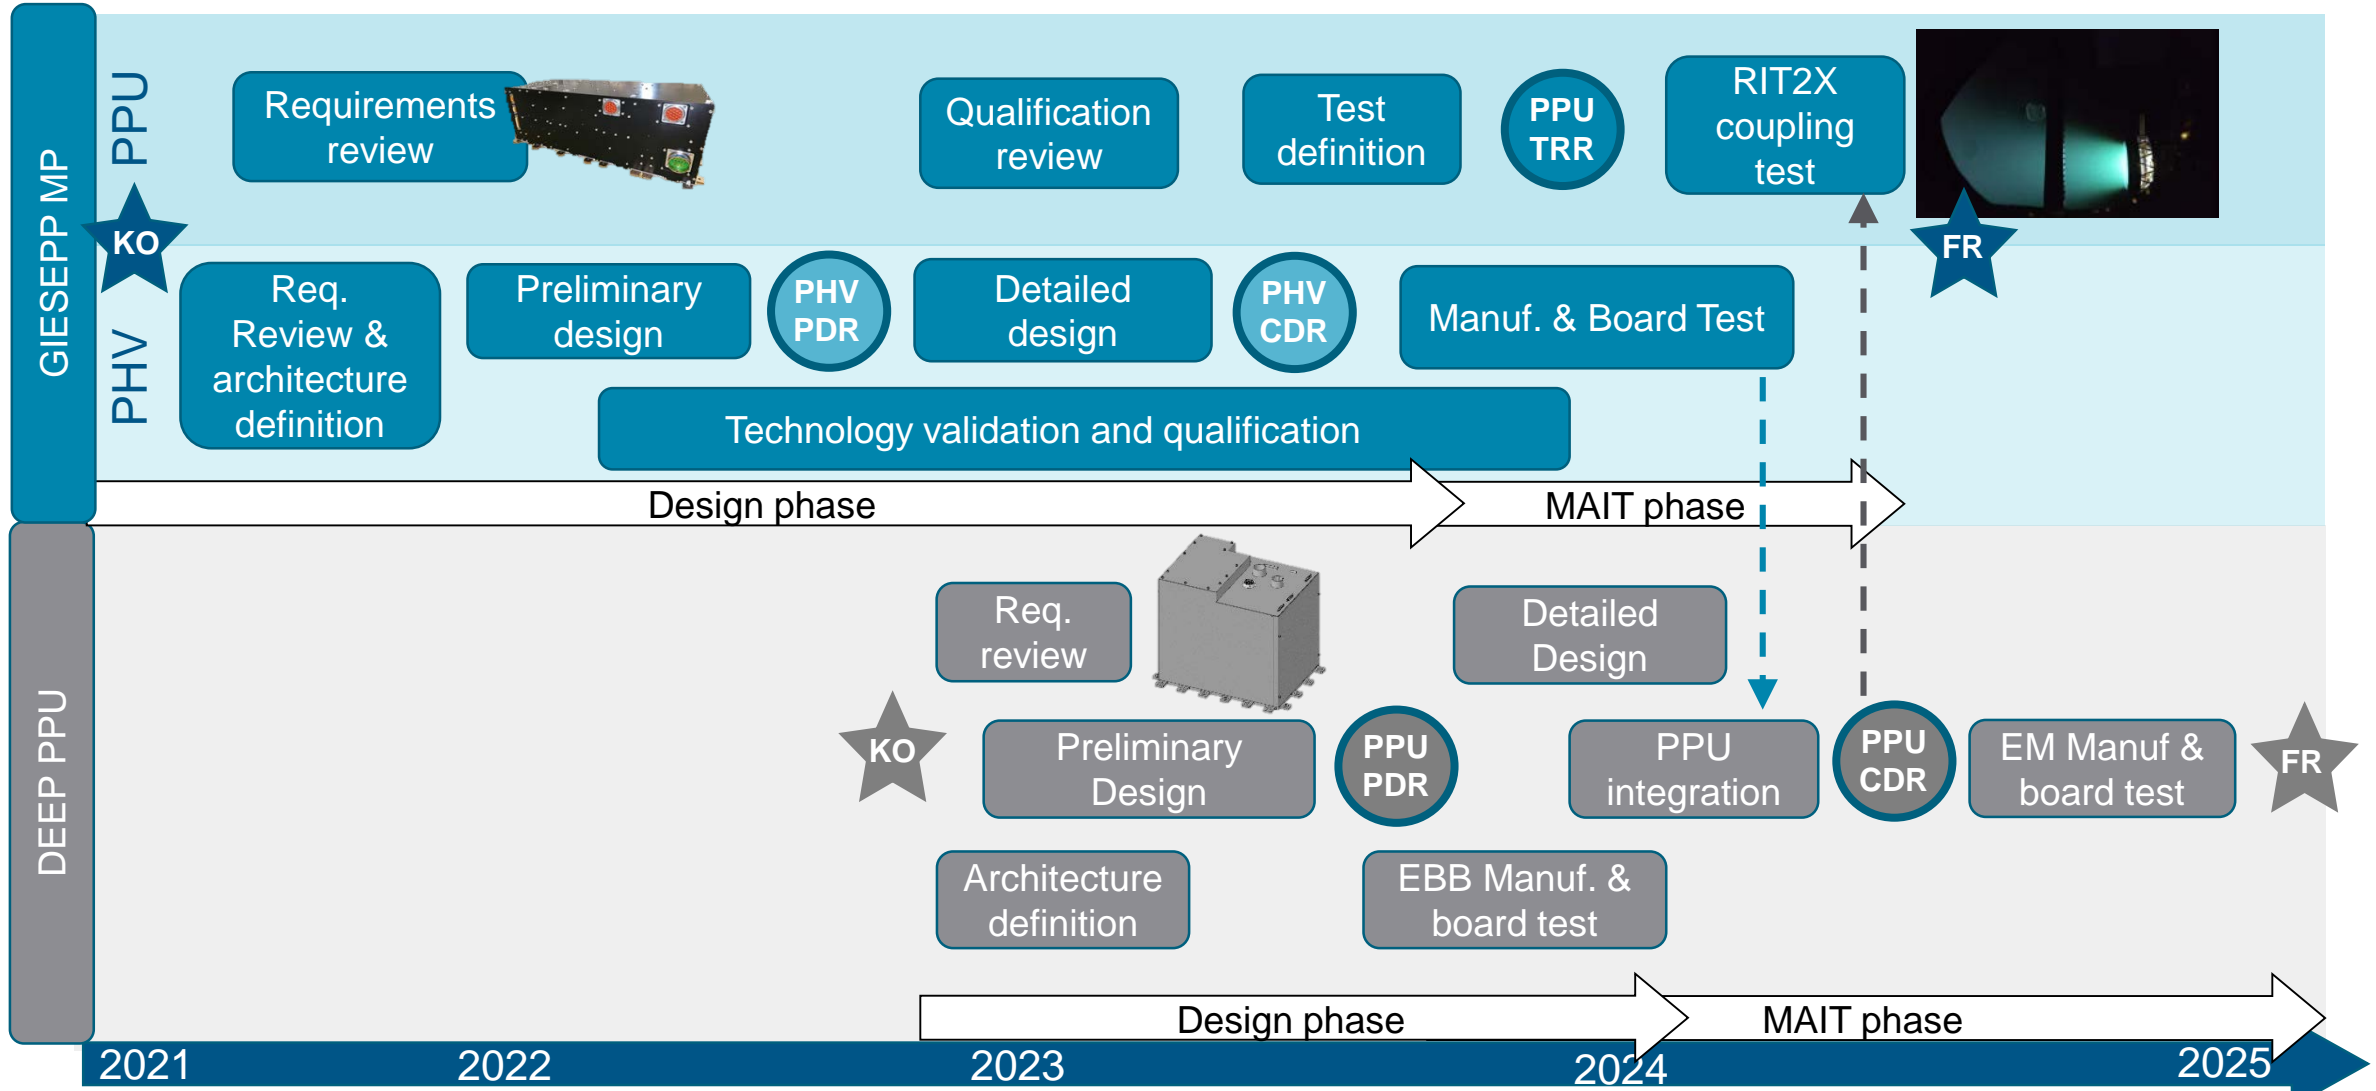 GIESEPP MP
PPU
Requirements
review
Qualification
review
Test
definition
PPU
TRR
RIT2X
coupling
test
KO
FR
PHV
Req.
Review &
architecture
definition
Preliminary
design
PHV
PDR
Detailed
design
PHV
CDR
Manuf. & Board Test
Technology validation and qualification
Design phase
MAIT phase
DEEP PPU
Req.
review
Detailed
Design
KO
Preliminary
Design
PPU
PDR
PPU
integration
PPU
CDR
EM Manuf &
board test
FR
Architecture
definition
EBB Manuf. &
board test
Design phase
MAIT phase
2021
2022
2023
2024
2025